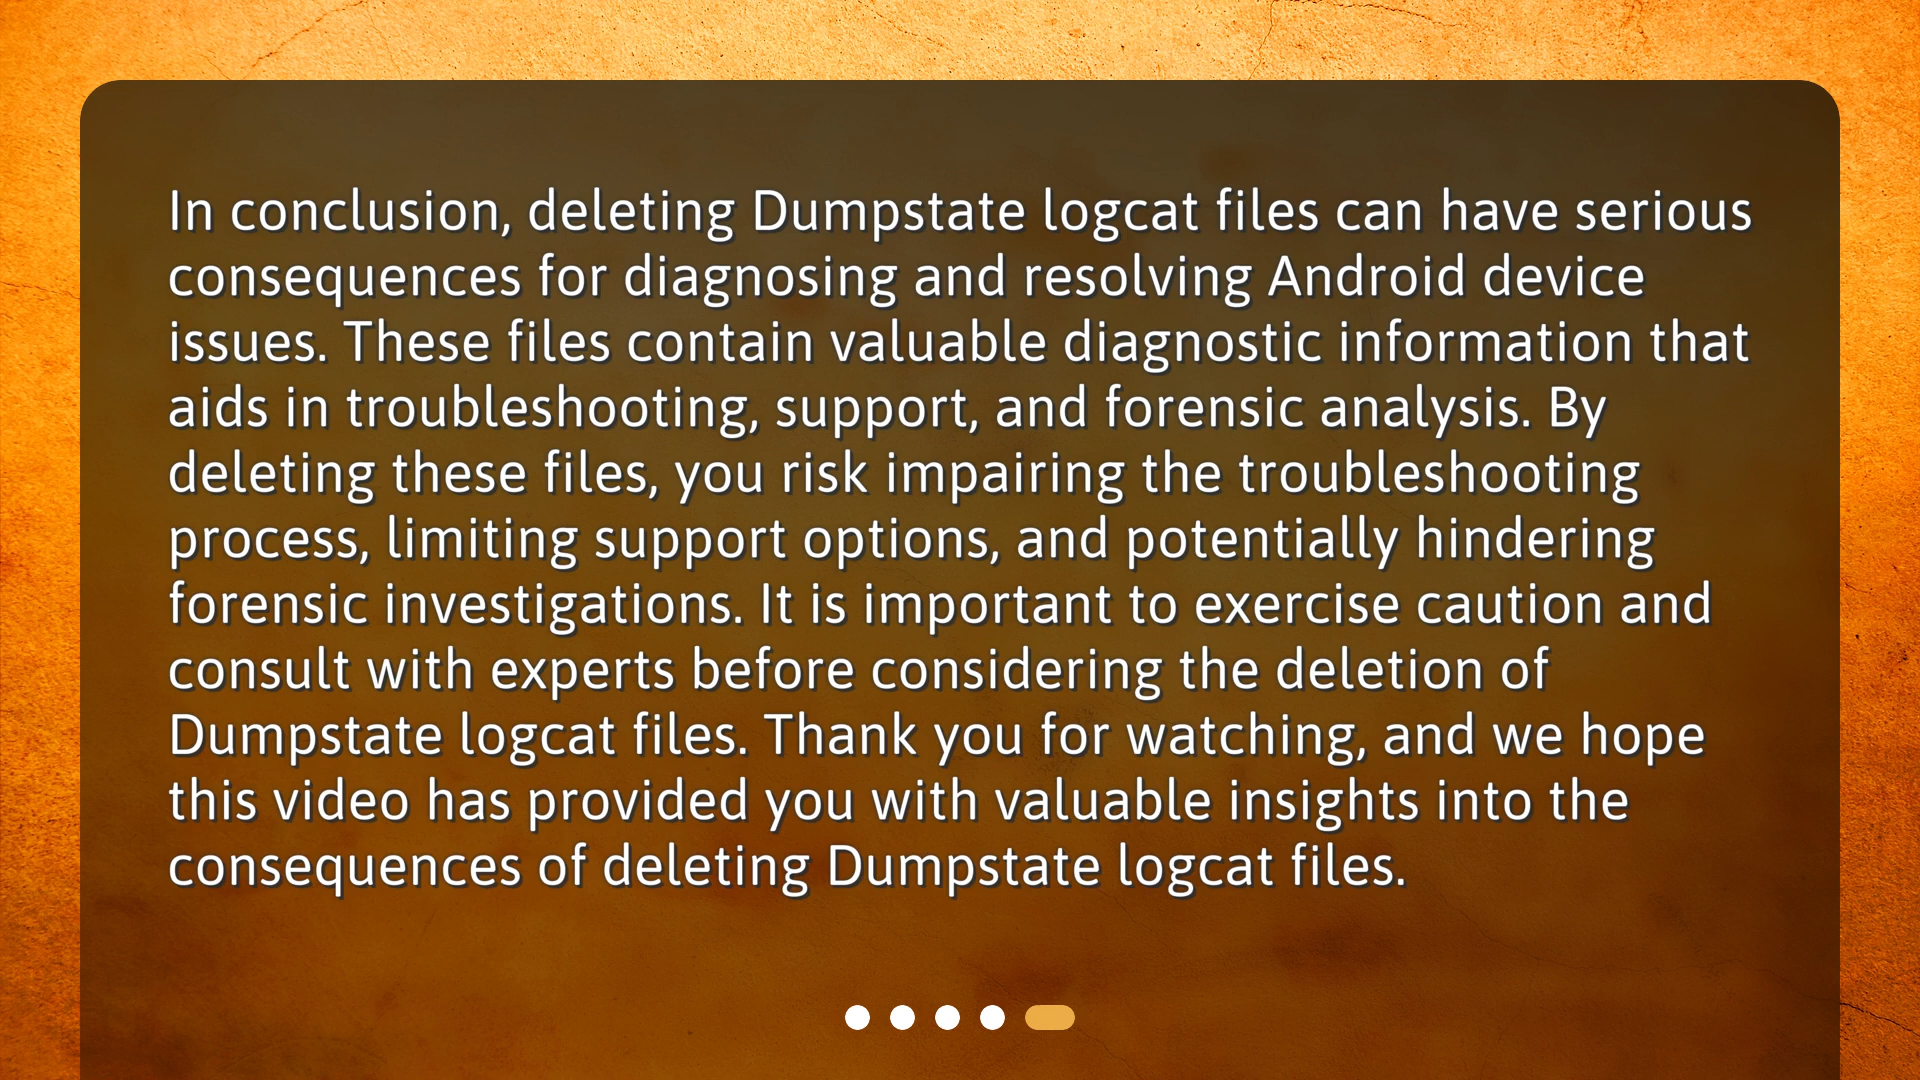 In conclusion, deleting Dumpstate logcat files can have serious
consequences for diagnosing and resolving Android device
issues. These files contain valuable diagnostic information that
aids in troubleshooting, support, and forensic analysis. By
deleting these files, you risk impairing the troubleshooting
process, limiting support options, and potentially hindering
forensic investigations. It is important to exercise caution and
consult with experts before considering the deletion of
Dumpstate logcat files. Thank you for watching, and we hope
this video has provided you with valuable insights into the
consequences of deleting Dumpstate logcat files.